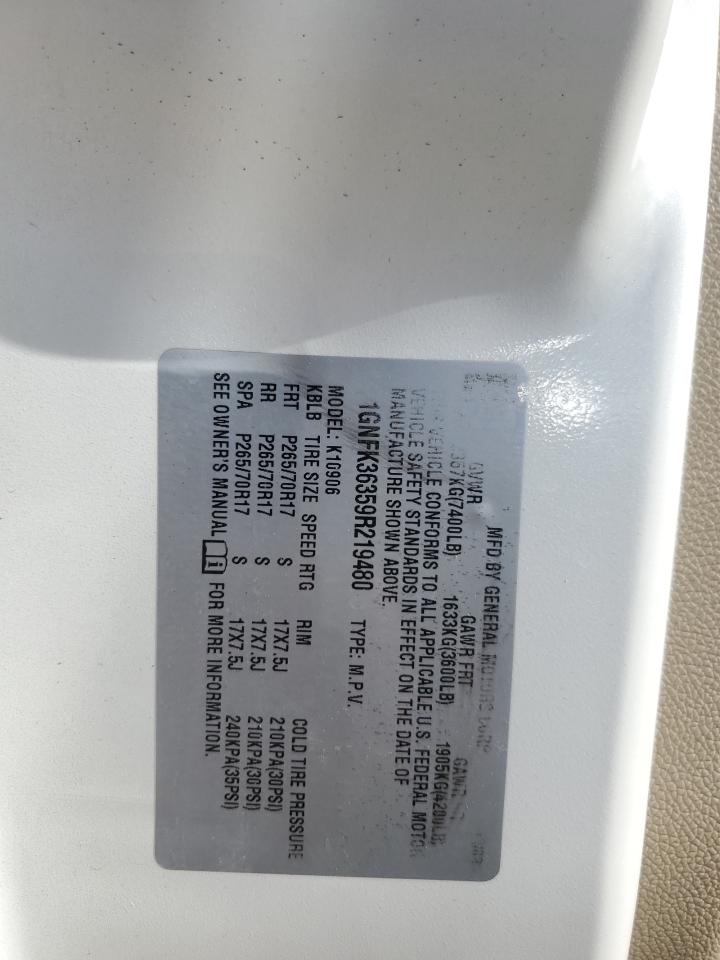 MFD BY GENERAL MOTORS CORP
GVWR GAWR FRT GAWR
3357KG(7400LB) 1633KG(3600LB) 1905KG(4200LB)
VEHICLE CONFORMS TO ALL APPLICABLE U.S. FEDERAL MOTOR
VEHICLE SAFETY STANDARDS IN EFFECT ON THE DATE OF
MANUFACTURE SHOWN ABOVE.
1GNFK36359R219480 TYPE: M.P.V.
MODEL: K10906
KBLB TIRE SIZE SPEED RTG RIM COLD TIRE PRESSURE
FRT P265/70R17 S 17X7.5J 210KPA(30PSI)
RR P265/70R17 S 17X7.5J 210KPA(30PSI)
SPA P265/70R17 S 17X7.5J 240KPA(35PSI)
SEE OWNER'S MANUAL FOR MORE INFORMATION.